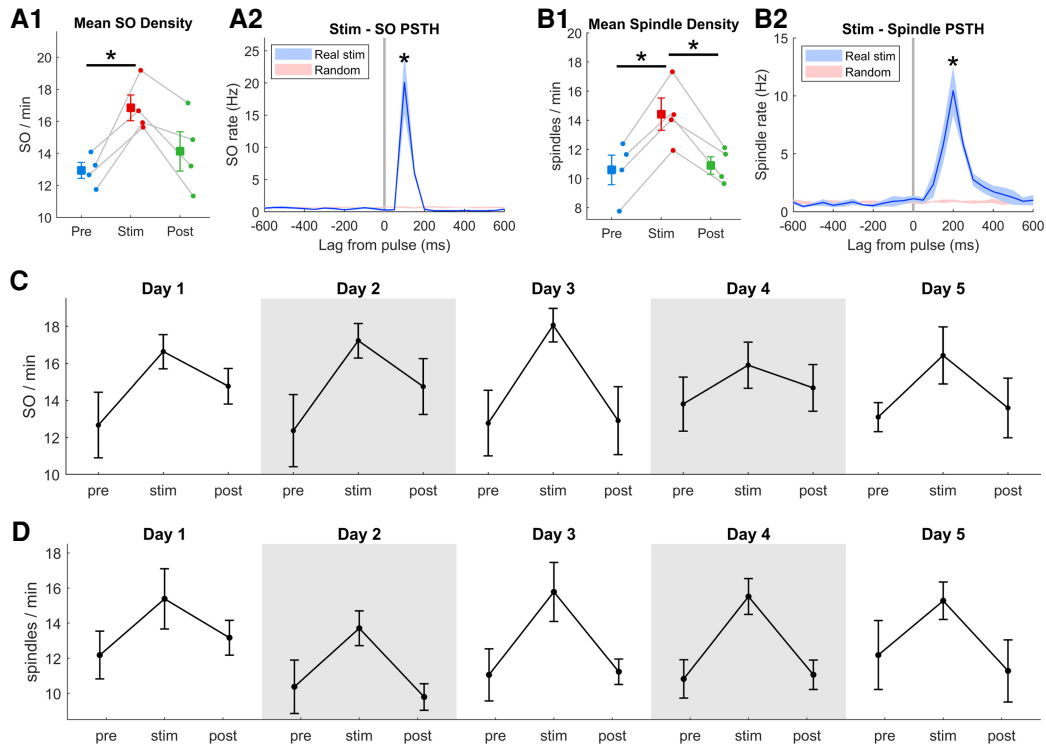 A1
Mean SO Density
*
SO / min
20
18
16
14
12
10
Pre Stim Post
A2
Stim - SO PSTH
Real stim
Random
*
SO rate (Hz)
25
20
15
10
5
0
-600 -400 -200 0 200 400 600
Lag from pulse (ms)
B1
Mean Spindle Density
* *
spindles / min
20
18
16
14
12
10
8
Pre Stim Post
B2
Stim - Spindle PSTH
Real stim
Random
*
Spindle rate (Hz)
15
10
5
0
-600 -400 -200 0 200 400 600
Lag from pulse (ms)
C
Day 1 Day 2 Day 3 Day 4 Day 5
SO / min
18
16
14
12
10
pre stim post pre stim post pre stim post pre stim post pre stim post
D
Day 1 Day 2 Day 3 Day 4 Day 5
spindles / min
18
16
14
12
10
pre stim post pre stim post pre stim post pre stim post pre stim post